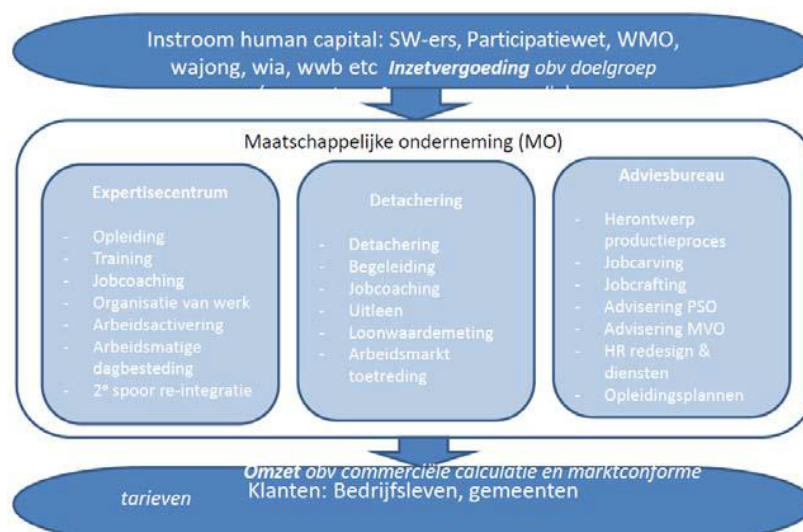 Instroom human capital: SW-ers, Participatiewet, WMO,
wajong, wia, wwb etc Inzetvergoeding obv doelgroep
Maatschappelijke onderneming (MO)
Expertisecentrum
- Opleiding
- Training
- Jobcoaching
- Organisatie van werk
- Arbeidsactivering
- Arbeidsmatige
dagbesteding
- 2e spoor re-integratie
Detachering
- Detachering
- Begeleiding
- Jobcoaching
- Uitleen
- Loonwaardemeting
- Arbeidsmarkt
toetreding
Adviesbureau
- Herontwerp
productieproces
- Jobcarving
- Jobcrafting
- Advisering PSO
- Advisering MVO
- HR redesign &
diensten
- Opleidingsplannen
Omzet obv commerciële calculatie en marktconforme
tarieven
Klanten: Bedrijfsleven, gemeenten